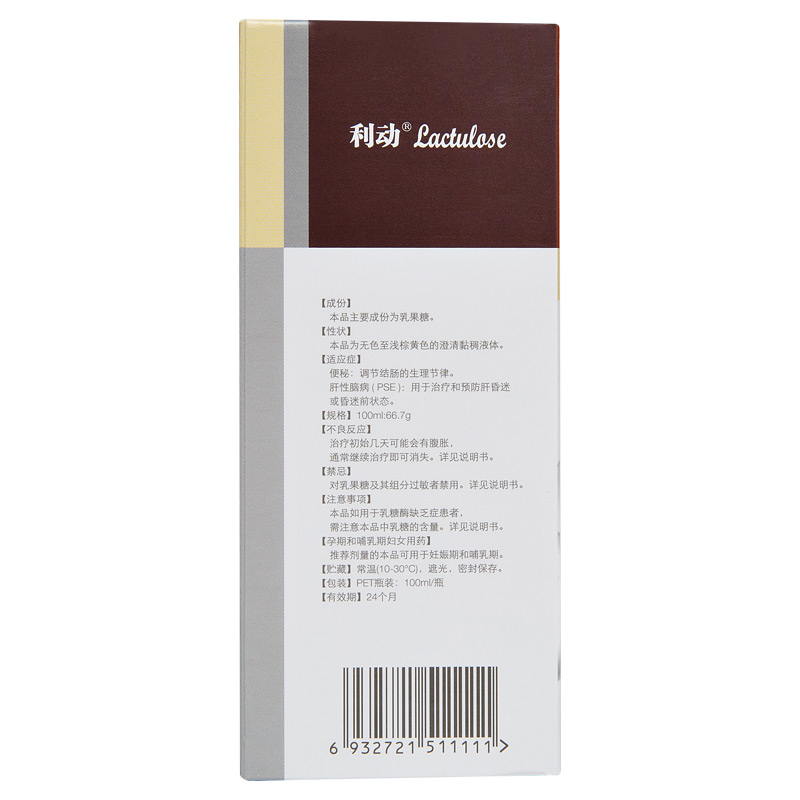 利动® Lactulose
【成份】
本品主要成份为乳果糖。
【性状】
本品为无色至浅棕黄色的澄清黏稠液体。
【适应症】
便秘：调节结肠的生理节律。
肝性脑病（PSE）：用于治疗和预防肝昏迷
或昏迷前状态。
【规格】100ml:66.7g
【不良反应】
治疗初始几天可能会有腹胀，
通常继续治疗即可消失。详见说明书。
【禁忌】
对乳果糖及其组分过敏者禁用。详见说明书。
【注意事项】
本品如用于乳糖酶缺乏症患者，
需注意本品中乳糖的含量。详见说明书。
【孕期和哺乳期妇女用药】
推荐剂量的本品可用于妊娠期和哺乳期。
【贮藏】常温(10-30°C)，遮光，密封保存。
【包装】PET瓶装：100ml/瓶
【有效期】24个月
6 932721 511111 >